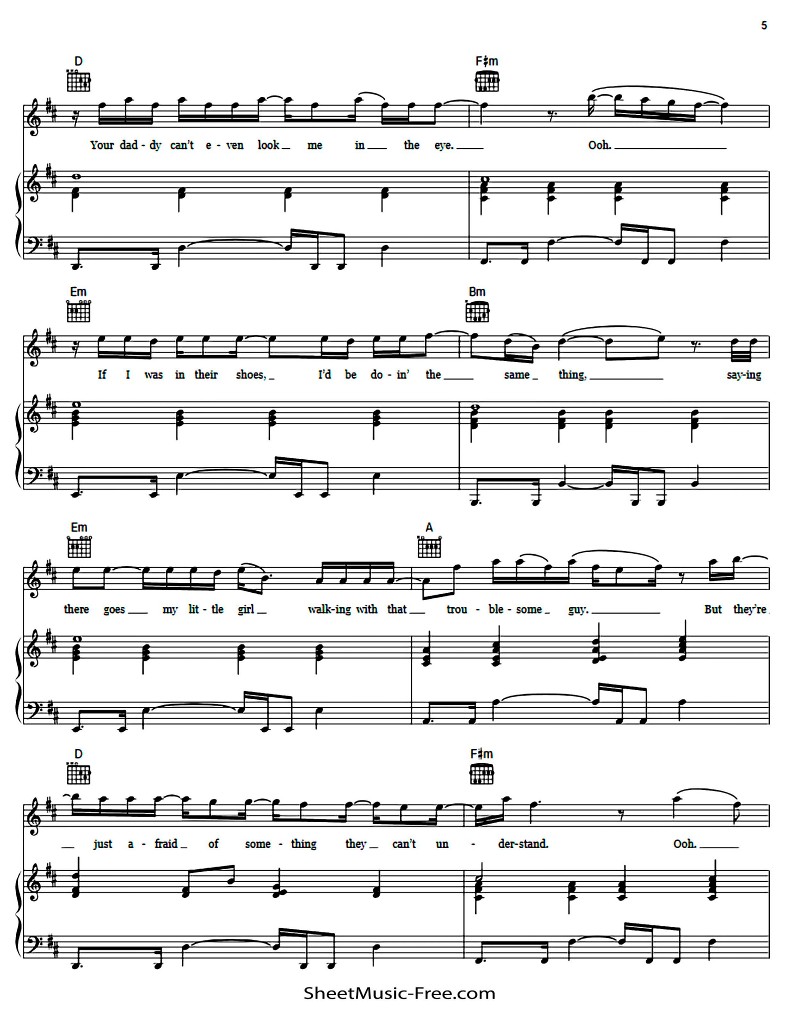 5
D F♯m
Your dad - dy can't e - ven look me in the eye. Ooh.
Em Bm
If I was in their shoes, I'd be do - in' the same thing, say-ing
Em A
there goes my lit - tle girl walk-ing with that trou - ble - some guy. But they're
D F♯m
just a - fraid of some - thing they can't un - der-stand. Ooh.
SheetMusic-Free.com